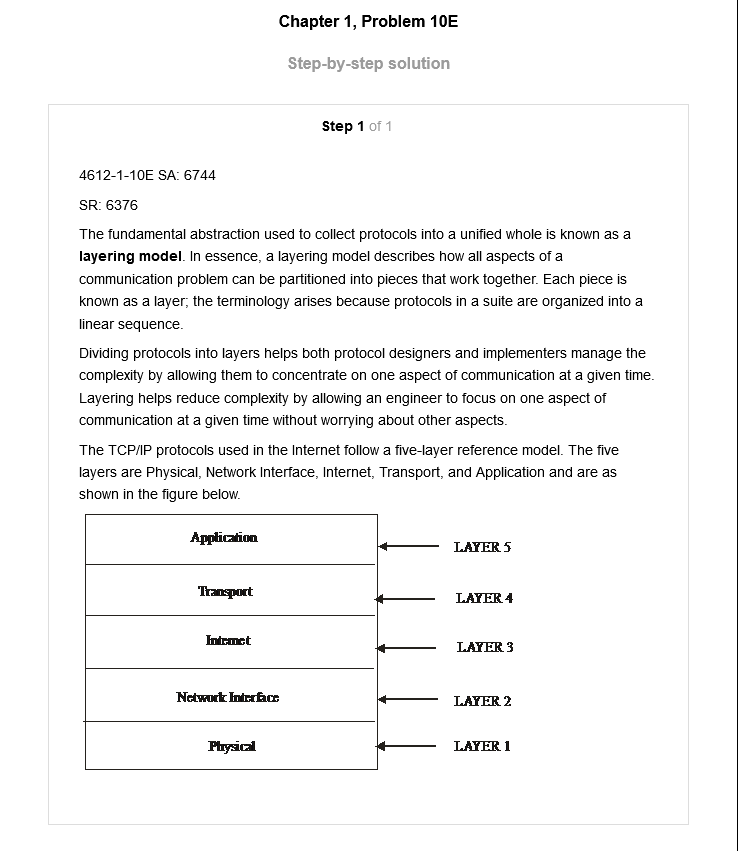 Chapter 1, Problem 10E
Step-by-step solution
Step 1 of 1
4612-1-10E SA: 6744
SR: 6376
The fundamental abstraction used to collect protocols into a unified whole is known as a
layering model. In essence, a layering model describes how all aspects of a
communication problem can be partitioned into pieces that work together. Each piece is
known as a layer; the terminology arises because protocols in a suite are organized into a
linear sequence.
Dividing protocols into layers helps both protocol designers and implementers manage the
complexity by allowing them to concentrate on one aspect of communication at a given time.
Layering helps reduce complexity by allowing an engineer to focus on one aspect of
communication at a given time without worrying about other aspects.
The TCP/IP protocols used in the Internet follow a five-layer reference model. The five
layers are Physical, Network Interface, Internet, Transport, and Application and are as
shown in the figure below.
Application
LAYER 5
Transport
LAYER 4
Internet
LAYER 3
Network Interface
LAYER 2
Physical
LAYER 1